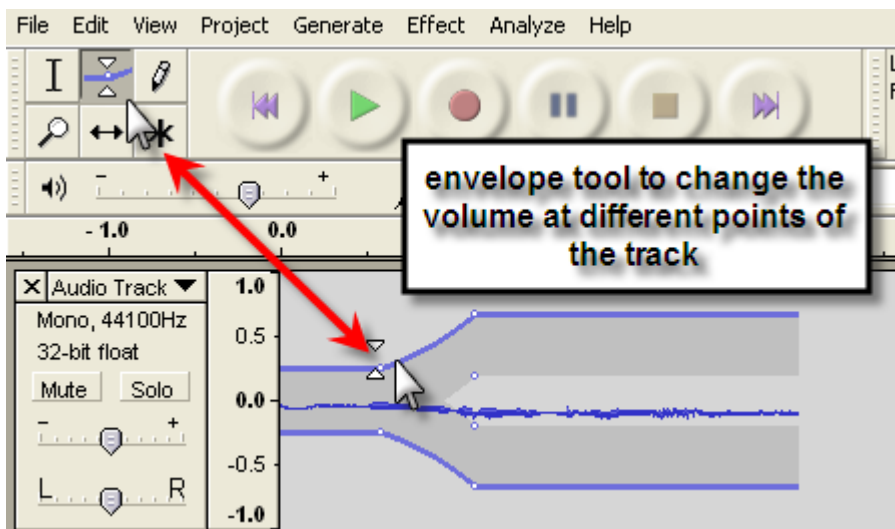 File Edit View Project Generate Effect Analyze Help
L
F
- +
envelope tool to change the
volume at different points of
the track
- 1.0 0.0
X Audio Track
Mono, 44100Hz
32-bit float
Mute Solo
- +
L R
1.0
0.5
0.0
-0.5
-1.0